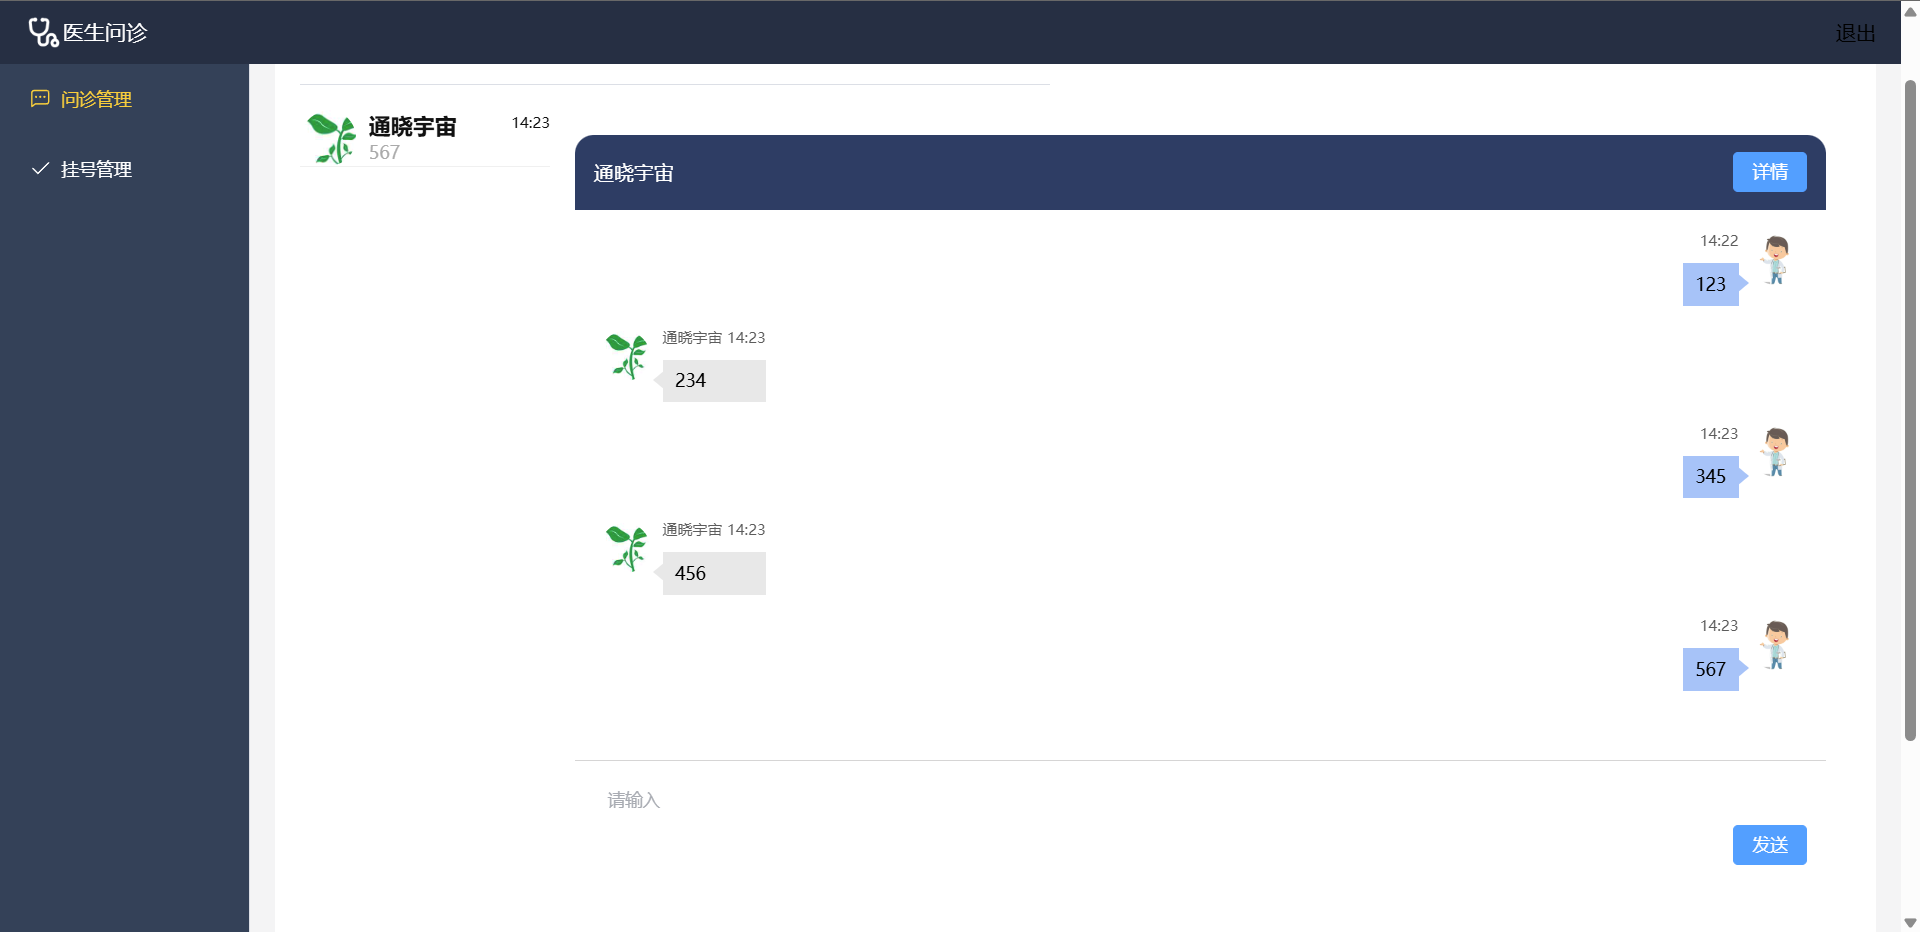 医生问诊
退出
问诊管理
挂号管理
通晓宇宙
14:23
567
通晓宇宙
详情
14:22
123
通晓宇宙 14:23
234
14:23
345
通晓宇宙 14:23
456
14:23
567
请输入
发送